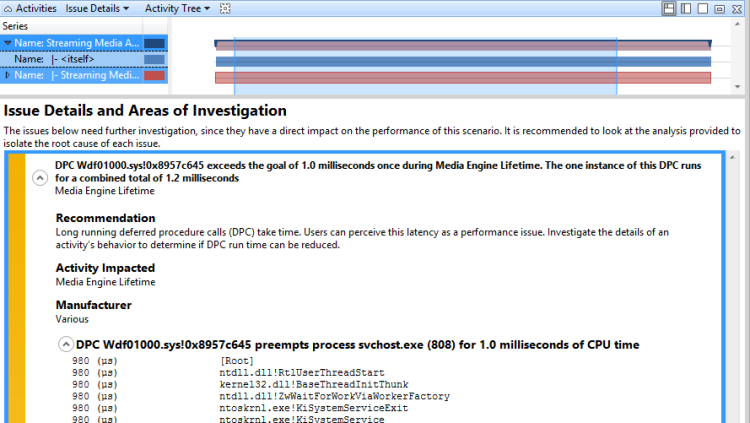 Activities Issue Details Activity Tree
Series
Name: Streaming Media A...
Name: |- <itself>
Name: |- Streaming Medi...
Issue Details and Areas of Investigation
The issues below need further investigation, since they have a direct impact on the performance of this scenario. It is recommended to look at the analysis provided to
isolate the root cause of each issue.
DPC Wdf01000.sys!0x8957c645 exceeds the goal of 1.0 milliseconds once during Media Engine Lifetime. The one instance of this DPC runs
for a combined total of 1.2 milliseconds
Media Engine Lifetime
Recommendation
Long running deferred procedure calls (DPC) take time. Users can perceive this latency as a performance issue. Investigate the details of an
activity's behavior to determine if DPC run time can be reduced.
Activity Impacted
Media Engine Lifetime
Manufacturer
Various
DPC Wdf01000.sys!0x8957c645 preempts process svchost.exe (808) for 1.0 milliseconds of CPU time
980 (µs) [Root]
980 (µs) ntdll.dll!RtlUserThreadStart
980 (µs) kernel32.dll!BaseThreadInitThunk
980 (µs) ntdll.dll!ZwWaitForWorkViaWorkerFactory
980 (µs) ntoskrnl.exe!KiSystemServiceExit
980 (µs) ntoskrnl.exe!KiSystemService